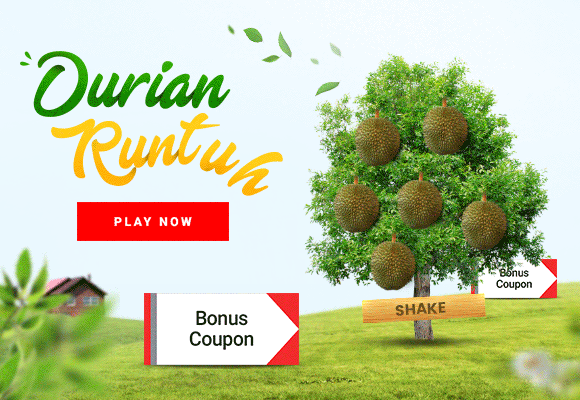 Durian
Runtuh
PLAY NOW
Bonus
Coupon
SHAKE
Bonus
Coupon